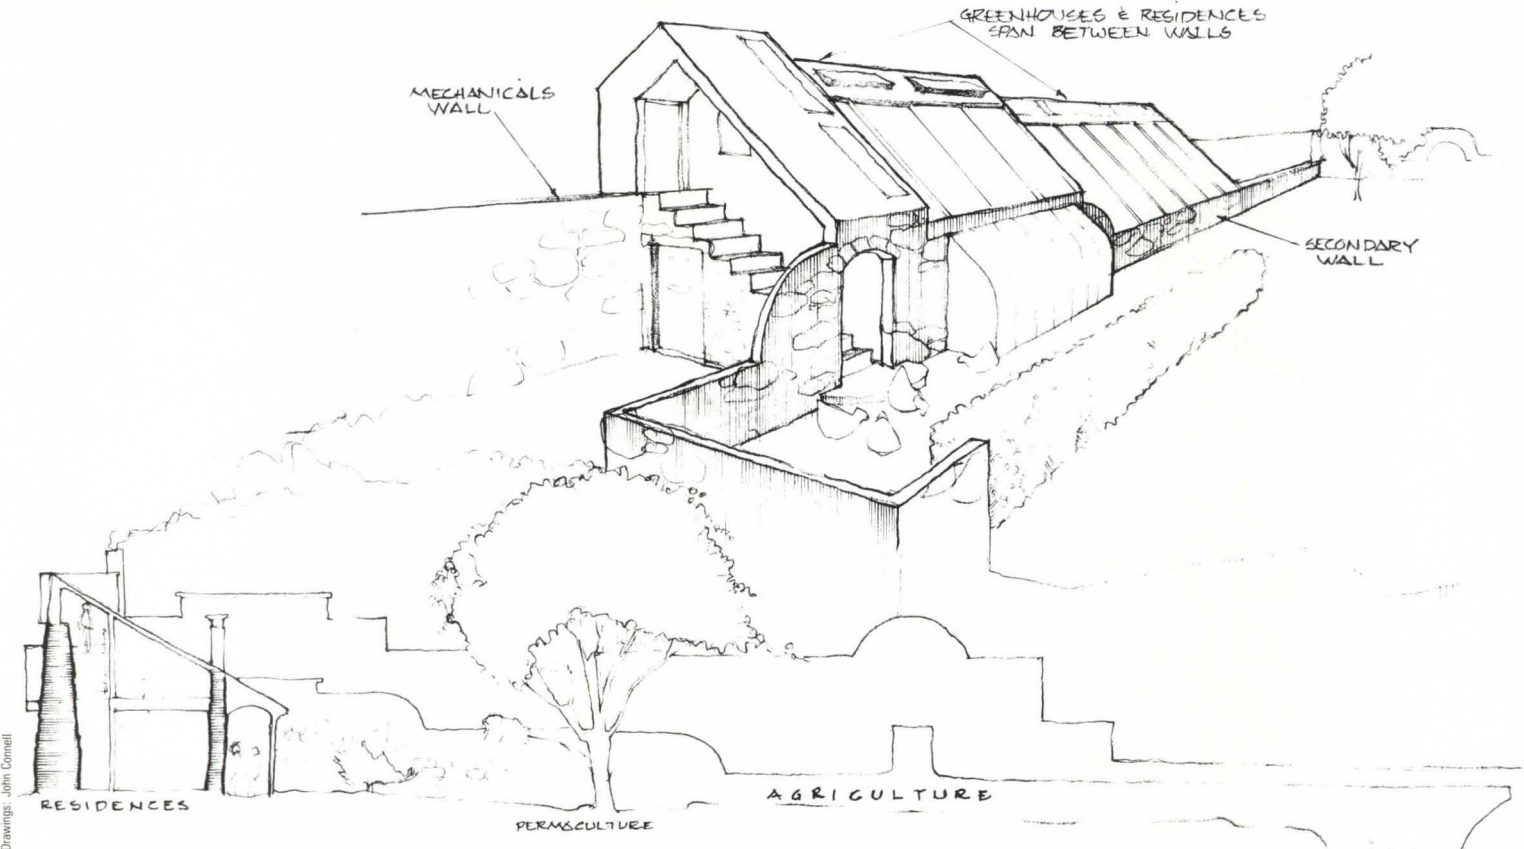 GREENHOUSES & RESIDENCES
SPAN BETWEEN WALLS
MECHANICALS
WALL
SECONDARY
WALL
RESIDENCES
PERMACULTURE
AGRICULTURE
Drawings: John Connell